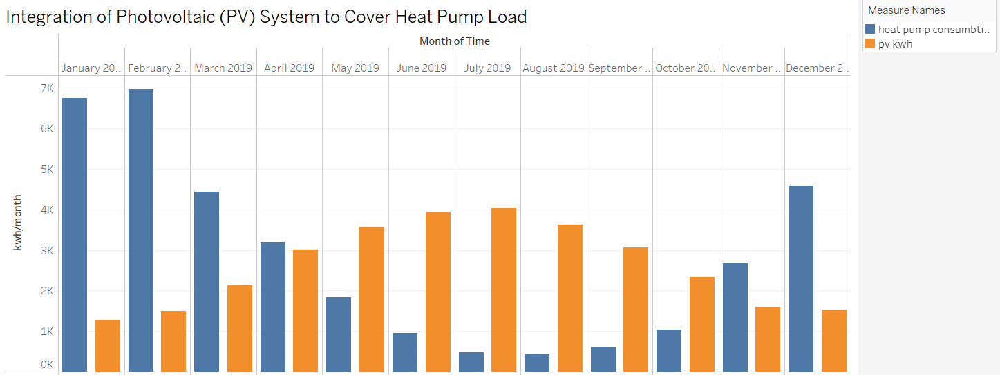 Integration of Photovoltaic (PV) System to Cover Heat Pump Load
Month of Time
January 20.. February 2.. March 2019 April 2019 May 2019 June 2019 July 2019 August 2019 September .. October 20.. November .. December 2..
7K
6K
5K
4K
3K
2K
1K
0K
kwh/month
Measure Names
heat pump consumbti..
pv kwh